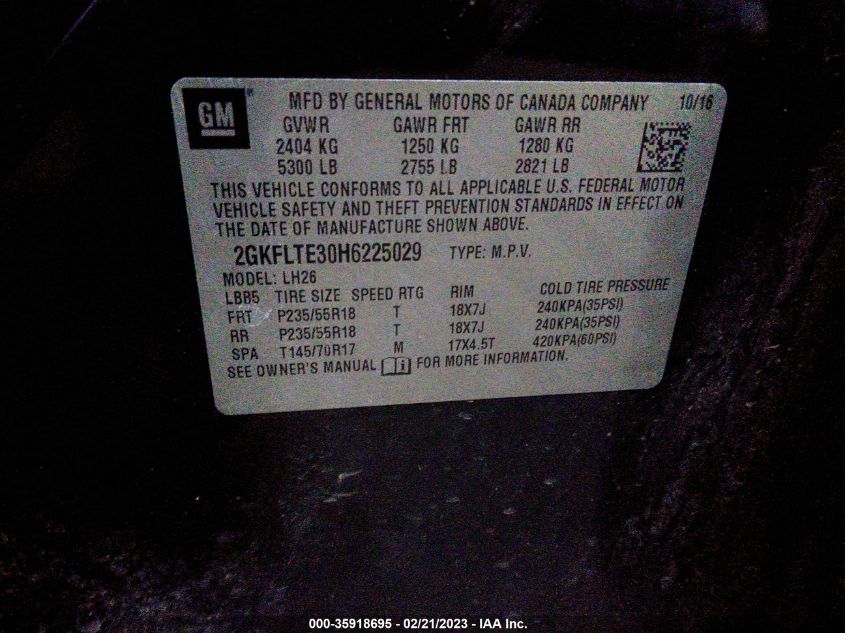 GM
MFD BY GENERAL MOTORS OF CANADA COMPANY 10/16
GVWR GAWR FRT GAWR RR
2404 KG 1250 KG 1280 KG
5300 LB 2755 LB 2821 LB
THIS VEHICLE CONFORMS TO ALL APPLICABLE U.S. FEDERAL MOTOR
VEHICLE SAFETY AND THEFT PREVENTION STANDARDS IN EFFECT ON
THE DATE OF MANUFACTURE SHOWN ABOVE.
2GKFLTE30H6225029 TYPE: M.P.V.
MODEL: LH26
LBB5 TIRE SIZE SPEED RTG RIM COLD TIRE PRESSURE
FRT P235/55R18 T 18X7J 240KPA(35PSI)
RR P235/55R18 T 18X7J 240KPA(35PSI)
SPA T145/70R17 M 17X4.5T 420KPA(60PSI)
SEE OWNER'S MANUAL i FOR MORE INFORMATION.
000-35918695 - 02/21/2023 - IAA Inc.